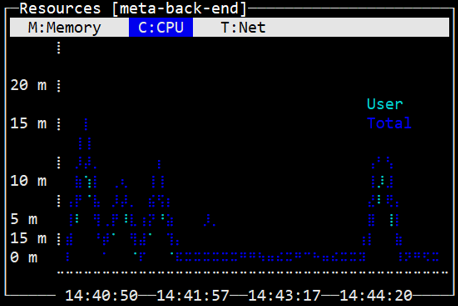 Resources [meta-back-end]
M:Memory C:CPU T:Net
20 m
User
15 m
Total
10 m
5 m
15 m
0 m
14:40:50 14:41:57 14:43:17 14:44:20